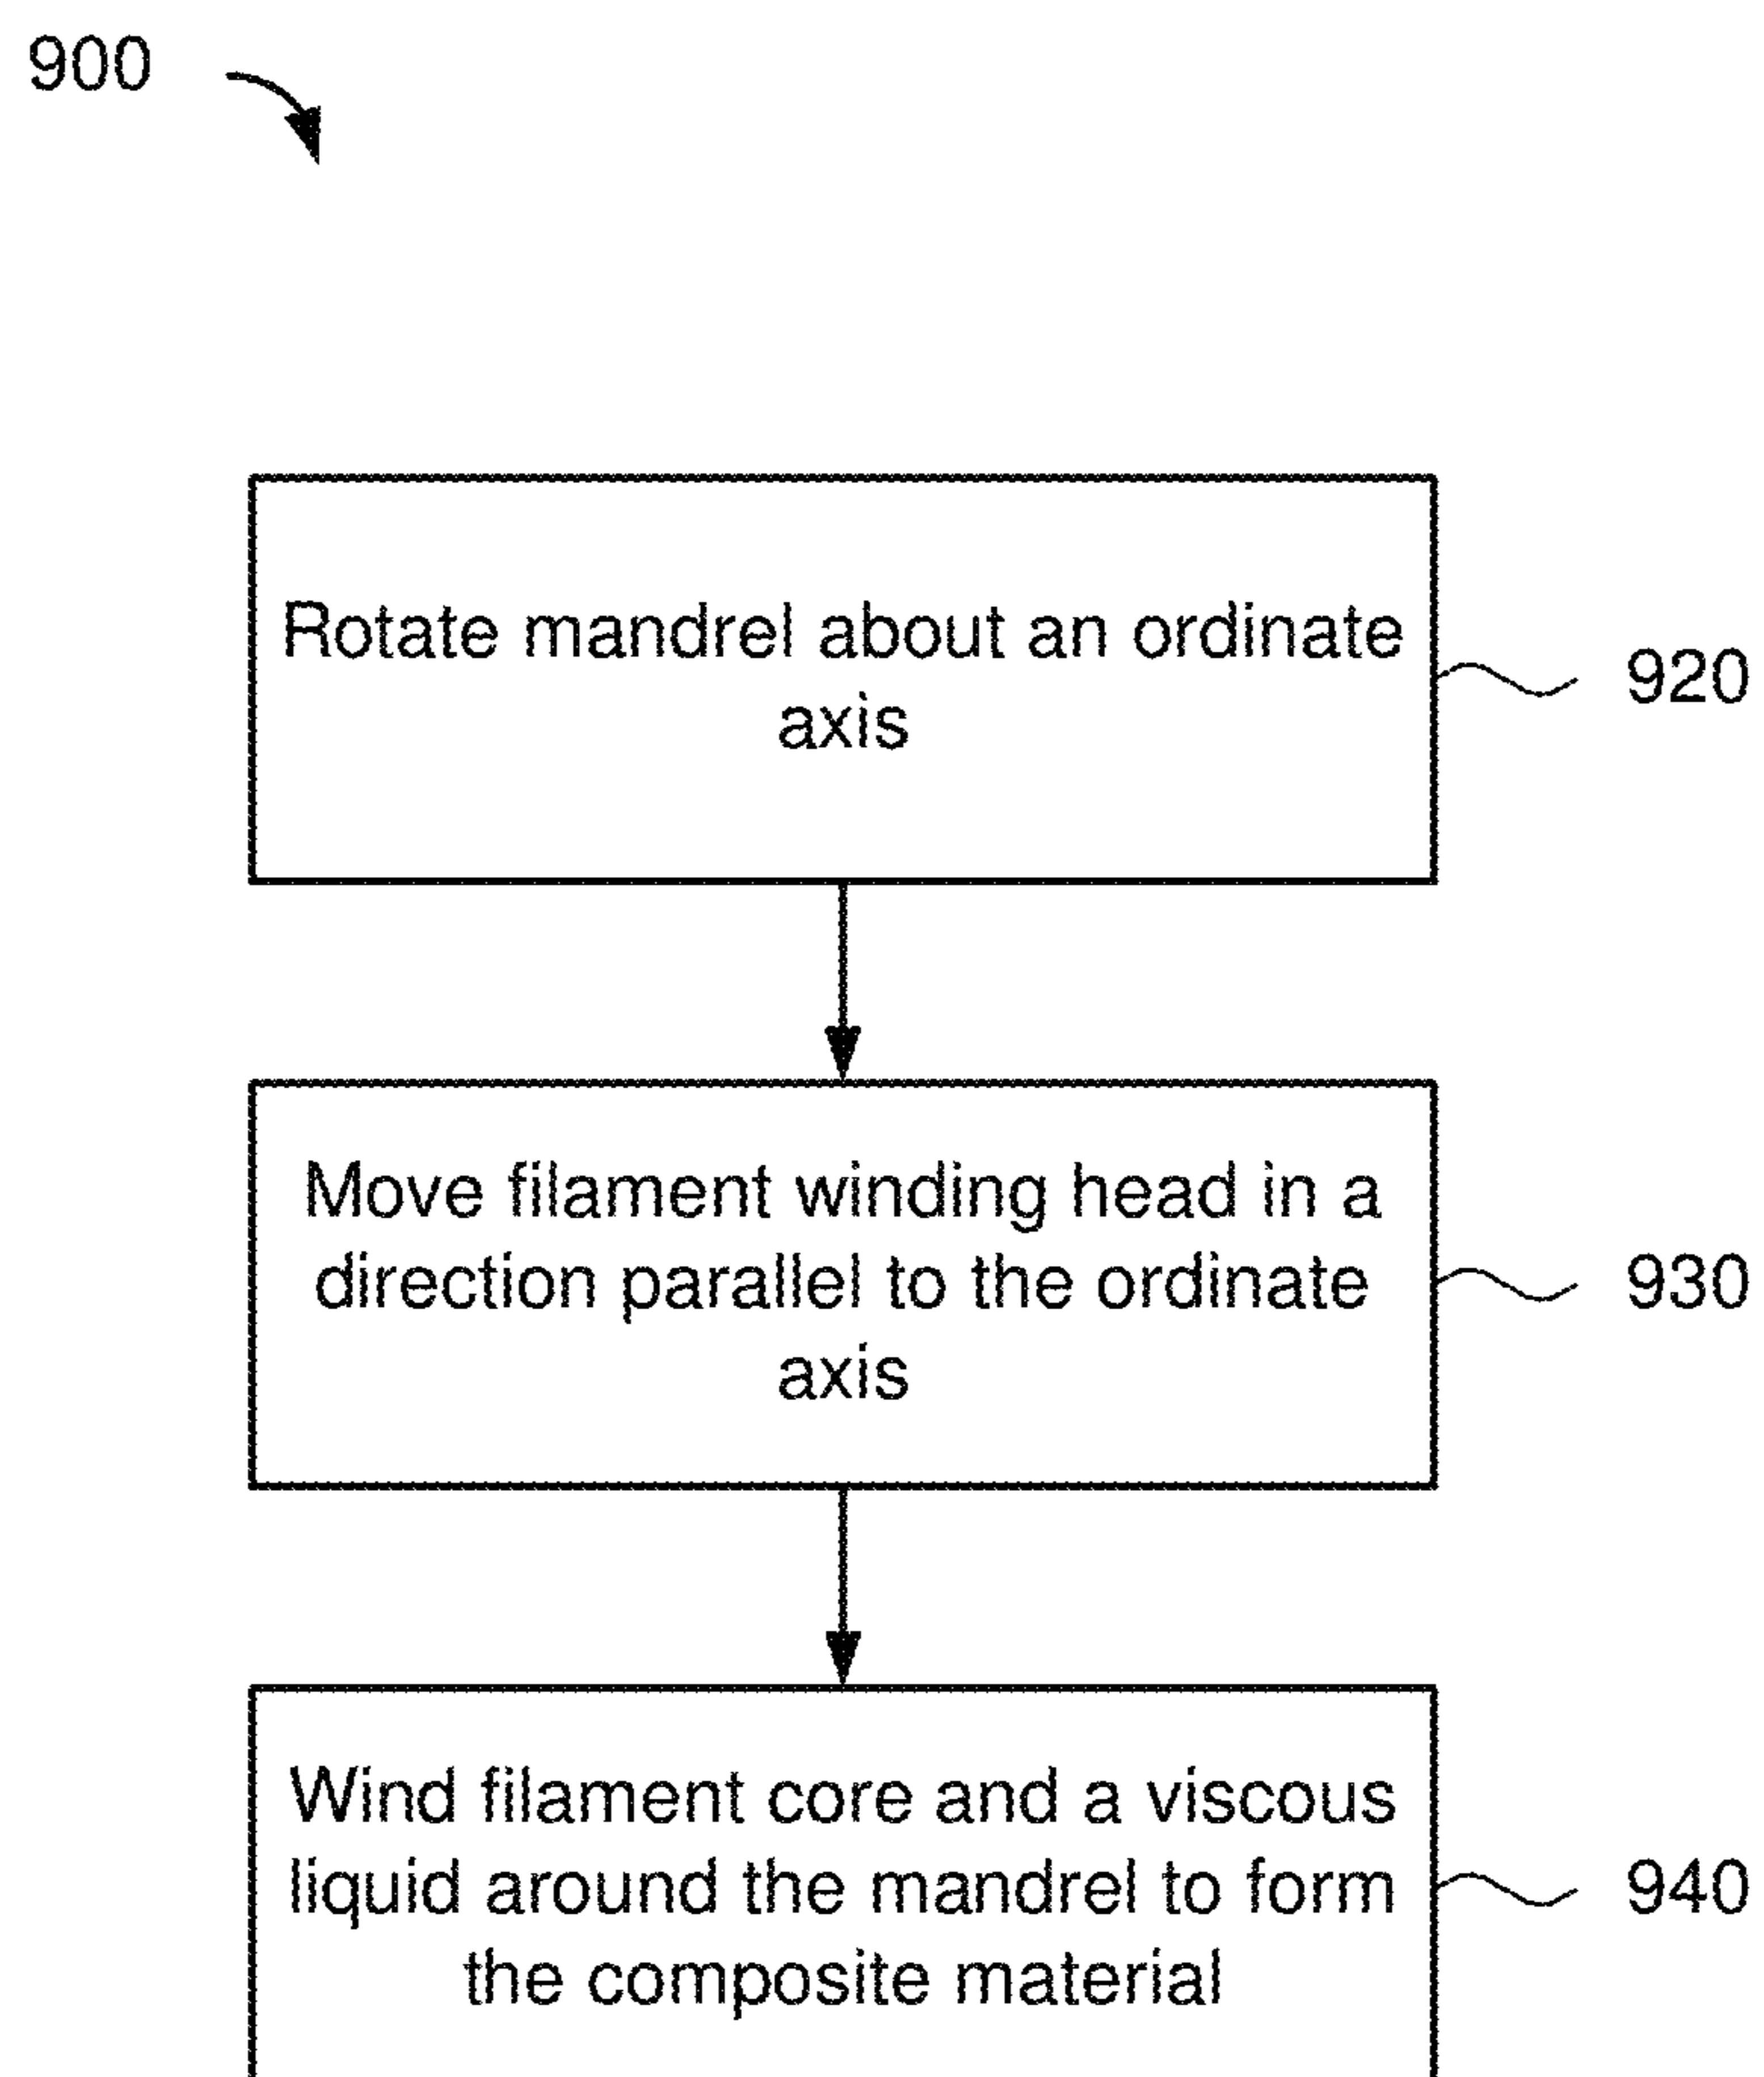 900
Rotate mandrel about an ordinate
axis
920
Move filament winding head in a
direction parallel to the ordinate
axis
930
Wind filament core and a viscous
liquid around the mandrel to form
the composite material
940